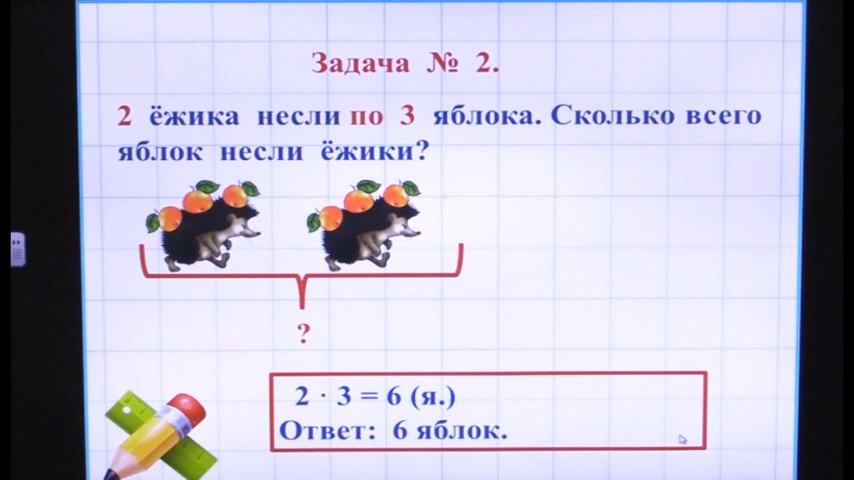 Задача № 2.
2 ёжика несли по 3 яблока. Сколько всего
яблок несли ёжики?
?
2 · 3 = 6 (я.)
Ответ: 6 яблок.